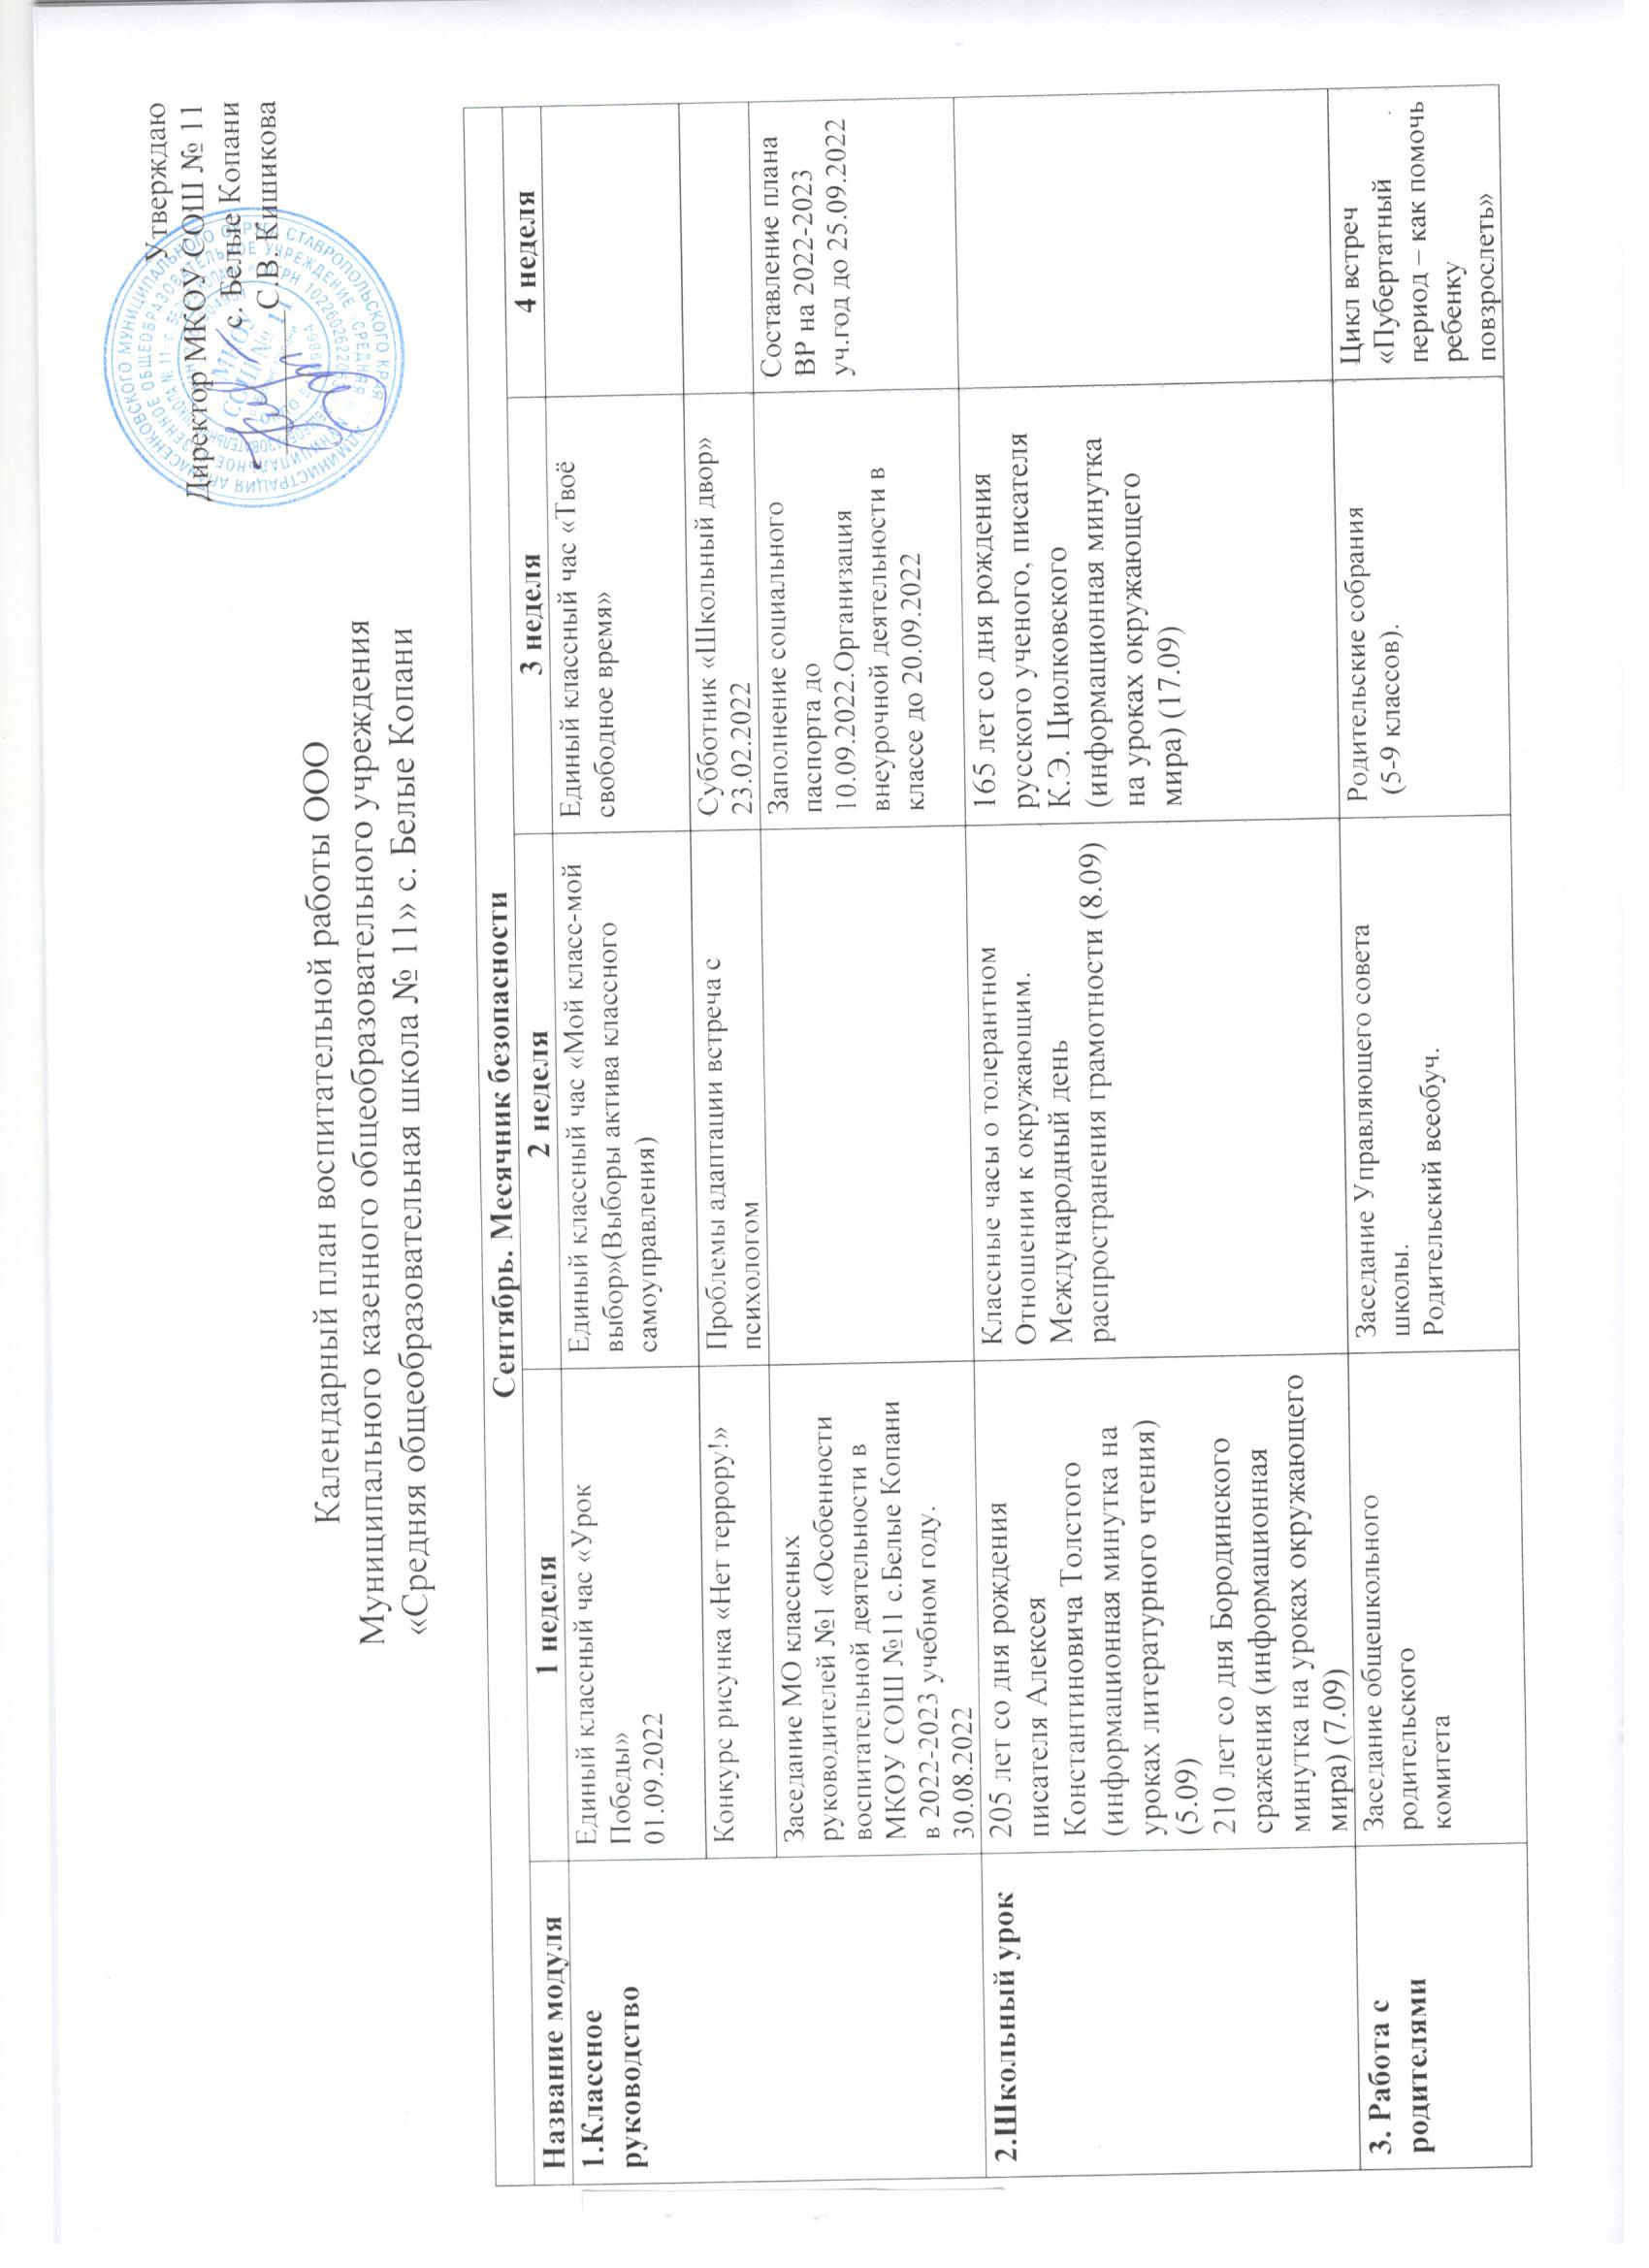 Утверждаю
Директор МКОУ СОШ № 11
с. Белые Копани
С.В. Кишикова
Календарный план воспитательной работы ООО
Муниципального казенного общеобразовательного учреждения
«Средняя общеобразовательная школа № 11» с. Белые Копани
Сентябрь. Месячник безопасности
Название модуля
1 неделя
2 неделя
3 неделя
4 неделя
1.Классное
руководство
Единый классный час «Урок
Победы»
01.09.2022
Единый классный час «Мой класс-мой
выбор»(Выборы актива классного
самоуправления)
Единый классный час «Твоё
свободное время»
Конкурс рисунка «Нет террору!»
Проблемы адаптации встреча с
психологом
Субботник «Школьный двор»
23.02.2022
Заседание МО классных
руководителей №1 «Особенности
воспитательной деятельности в
МКОУ СОШ №11 с.Белые Копани
в 2022-2023 учебном году.
30.08.2022
Заполнение социального
паспорта до
10.09.2022.Организация
внеурочной деятельности в
классе до 20.09.2022
Составление плана
ВР на 2022-2023
уч.год до 25.09.2022
2.Школьный урок
205 лет со дня рождения
писателя Алексея
Константиновича Толстого
(информационная минутка на
уроках литературного чтения)
(5.09)
210 лет со дня Бородинского
сражения (информационная
минутка на уроках окружающего
мира) (7.09)
Классные часы о толерантном
Отношении к окружающим.
Международный день
распространения грамотности (8.09)
165 лет со дня рождения
русского ученого, писателя
К.Э. Циолковского
(информационная минутка
на уроках окружающего
мира) (17.09)
3. Работа с
родителями
Заседание общешкольного
родительского
комитета
Заседание Управляющего совета
школы.
Родительский всеобуч.
Родительские собрания
(5-9 классов).
Цикл встреч
«Пубертатный
период – как помочь
ребенку
повзрослеть»